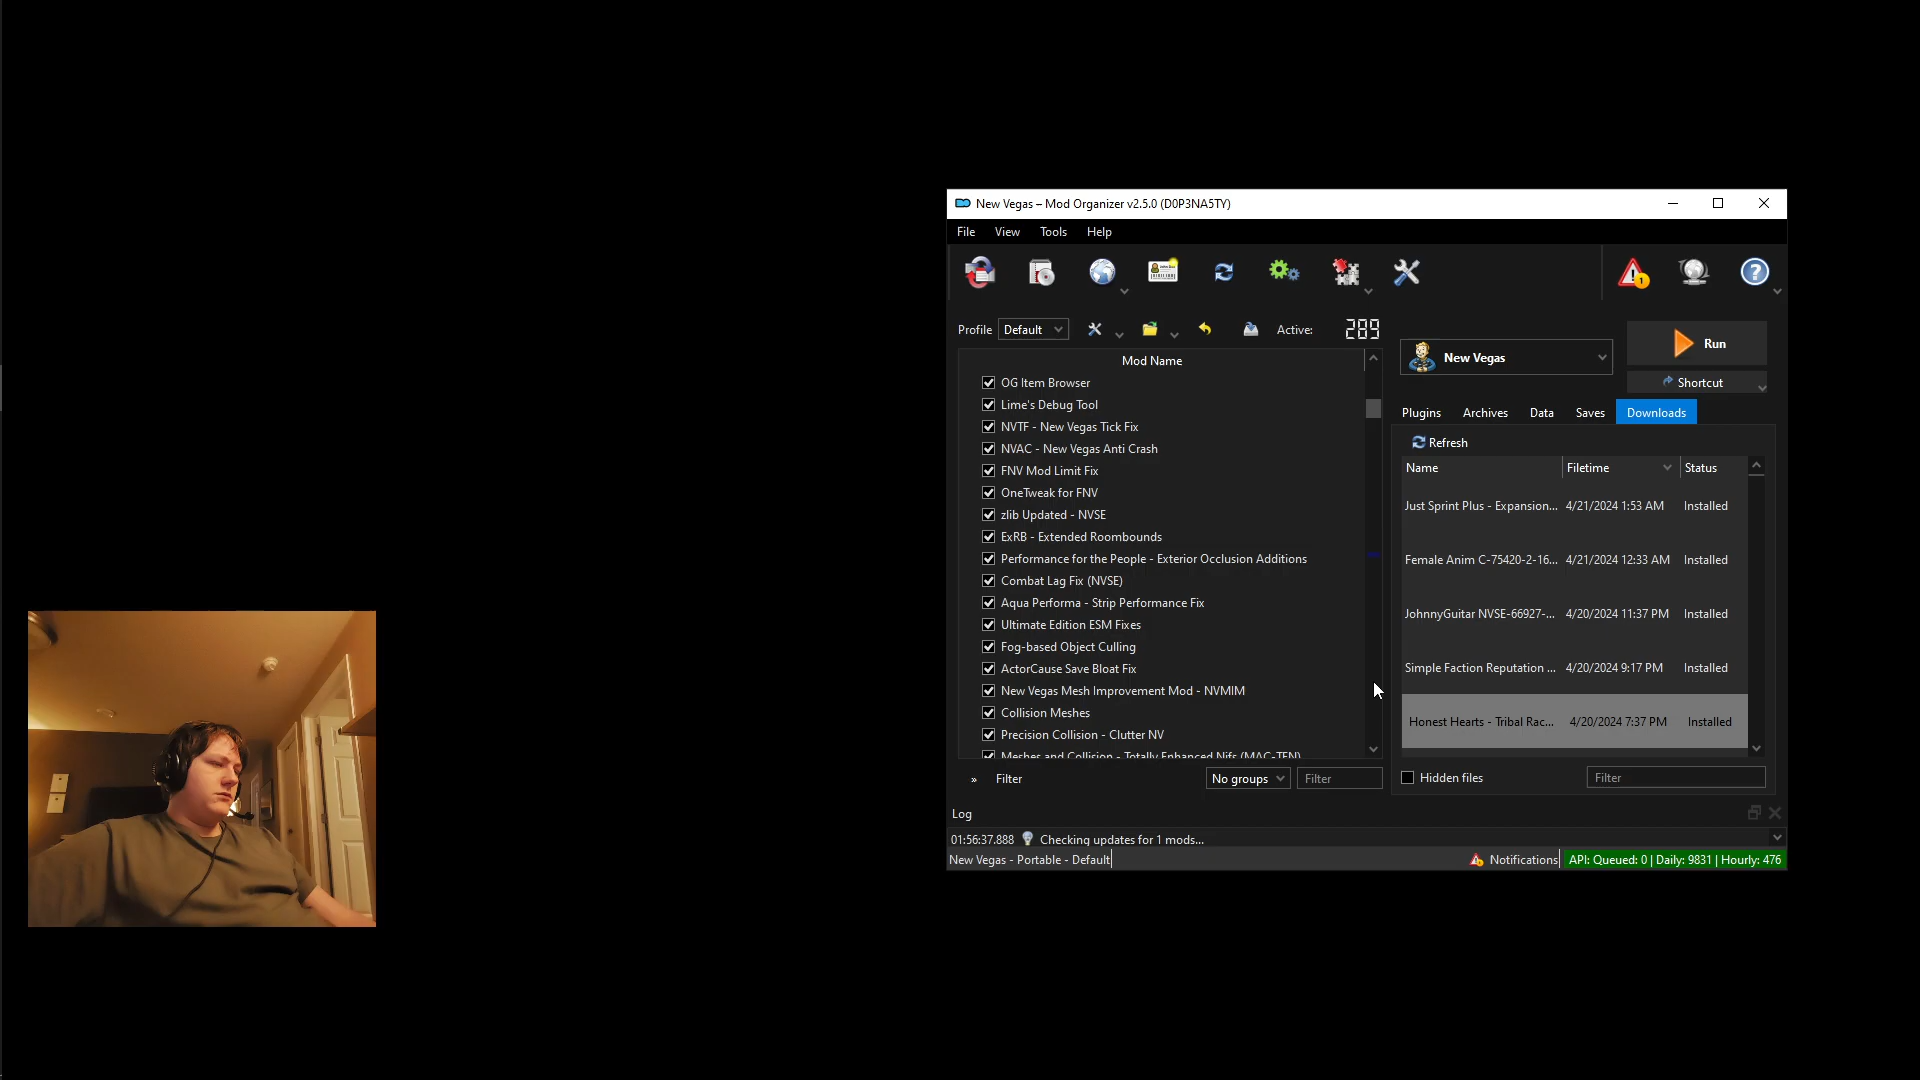 New Vegas – Mod Organizer v2.5.0 (D0P3NA5TY)
File View Tools Help
1
Profile Default Active: 289
Mod Name
OG Item Browser
Lime's Debug Tool
NVTF - New Vegas Tick Fix
NVAC - New Vegas Anti Crash
FNV Mod Limit Fix
OneTweak for FNV
zlib Updated - NVSE
ExRB - Extended Roombounds
Performance for the People - Exterior Occlusion Additions
Combat Lag Fix (NVSE)
Aqua Performa - Strip Performance Fix
Ultimate Edition ESM Fixes
Fog-based Object Culling
ActorCause Save Bloat Fix
New Vegas Mesh Improvement Mod - NVMIM
Collision Meshes
Precision Collision - Clutter NV
Meshes and Collision - Totally Enhanced Nifs (MAC-TEN)
» Filter No groups Filter
New Vegas
Run
Shortcut
Plugins Archives Data Saves Downloads
Refresh
Name Filetime Status
Just Sprint Plus - Expansion... 4/21/2024 1:53 AM Installed
Female Anim C-75420-2-16... 4/21/2024 12:33 AM Installed
JohnnyGuitar NVSE-66927-... 4/20/2024 11:37 PM Installed
Simple Faction Reputation ... 4/20/2024 9:17 PM Installed
Honest Hearts - Tribal Rac... 4/20/2024 7:37 PM Installed
Hidden files Filter
Log
01:56:37.888 Checking updates for 1 mods...
New Vegas - Portable - Default Notifications API: Queued: 0 | Daily: 9831 | Hourly: 476